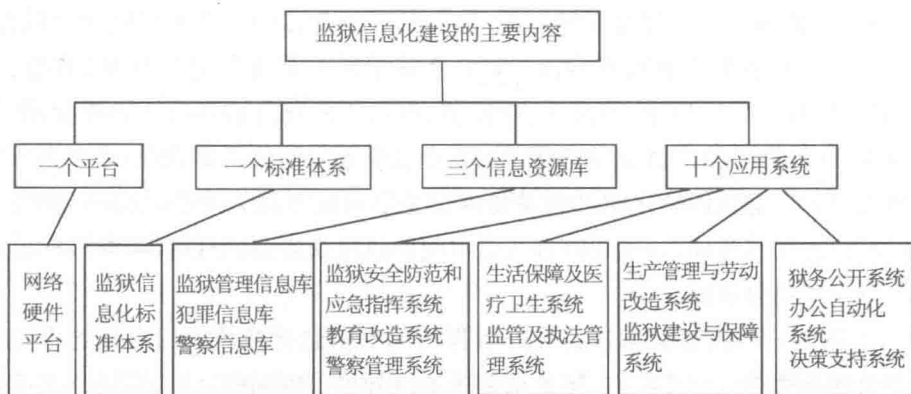 监狱信息化建设的主要内容
一个平台
一个标准体系
三个信息资源库
十个应用系统
网络
硬件
平台
监狱信
息化标
准体系
监狱管理信息库
犯罪信息库
警察信息库
监狱安全防范和
应急指挥系统
教育改造系统
警察管理系统
生活保障及医
疗卫生系统
监管及执法管
理系统
生产管理与劳动
改造系统
监狱建设与保障
系统
狱务公开系统
办公自动化
系统
决策支持系统